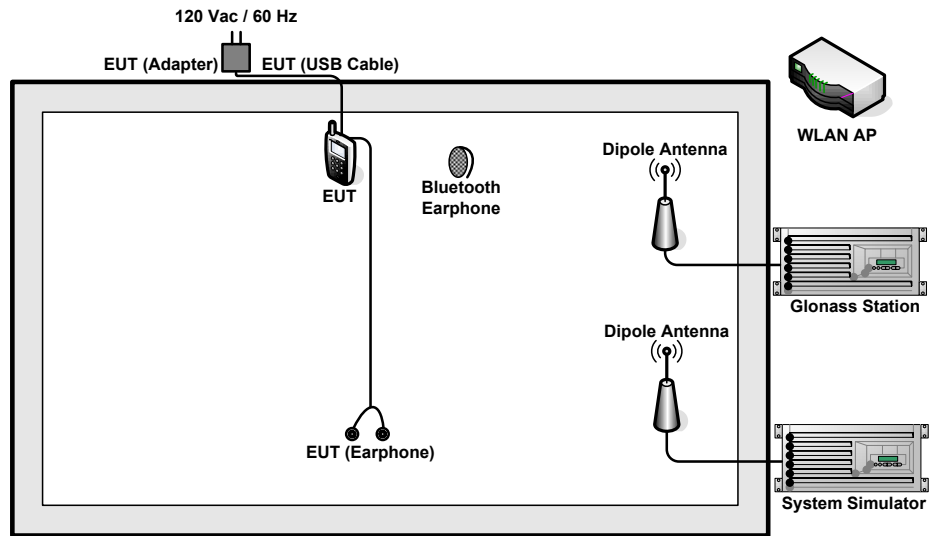 120 Vac / 60 Hz
EUT (Adapter)
EUT (USB Cable)
WLAN AP
EUT
Bluetooth
Earphone
Dipole Antenna
Glonass Station
Dipole Antenna
EUT (Earphone)
System Simulator